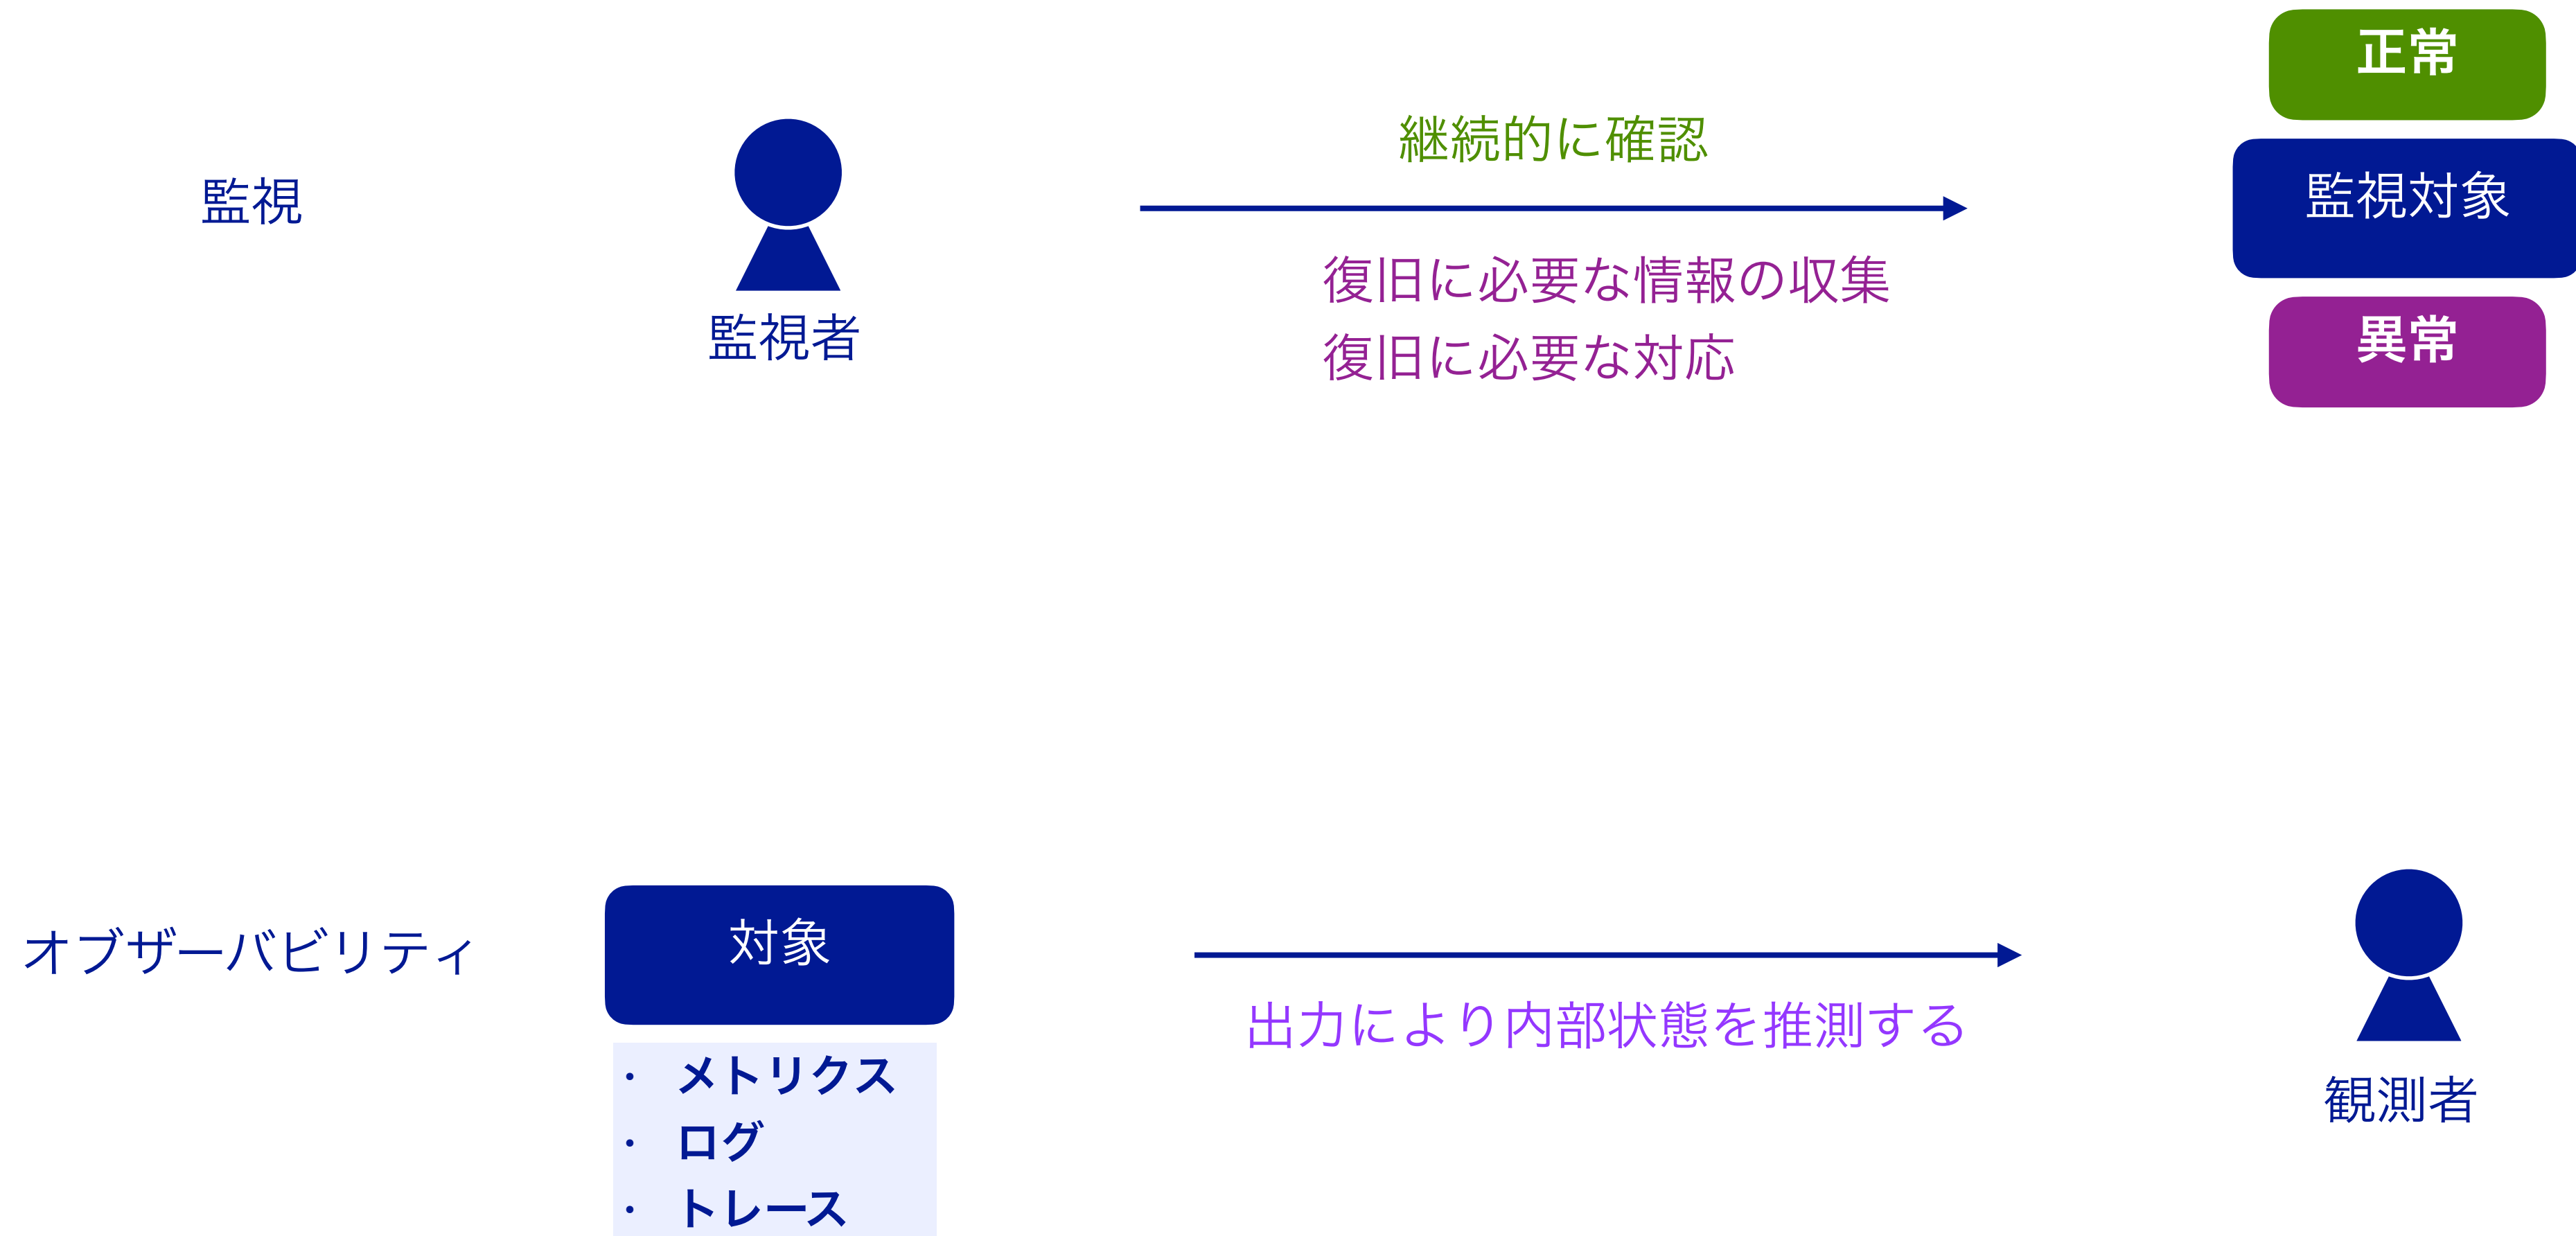 正常
継続的に確認
監視
監視対象
復旧に必要な情報の収集
監視者
復旧に必要な対応
異常
オブザーバビリティ
対象
出力により内部状態を推測する
・ メトリクス
・ ログ
・ トレース
観測者